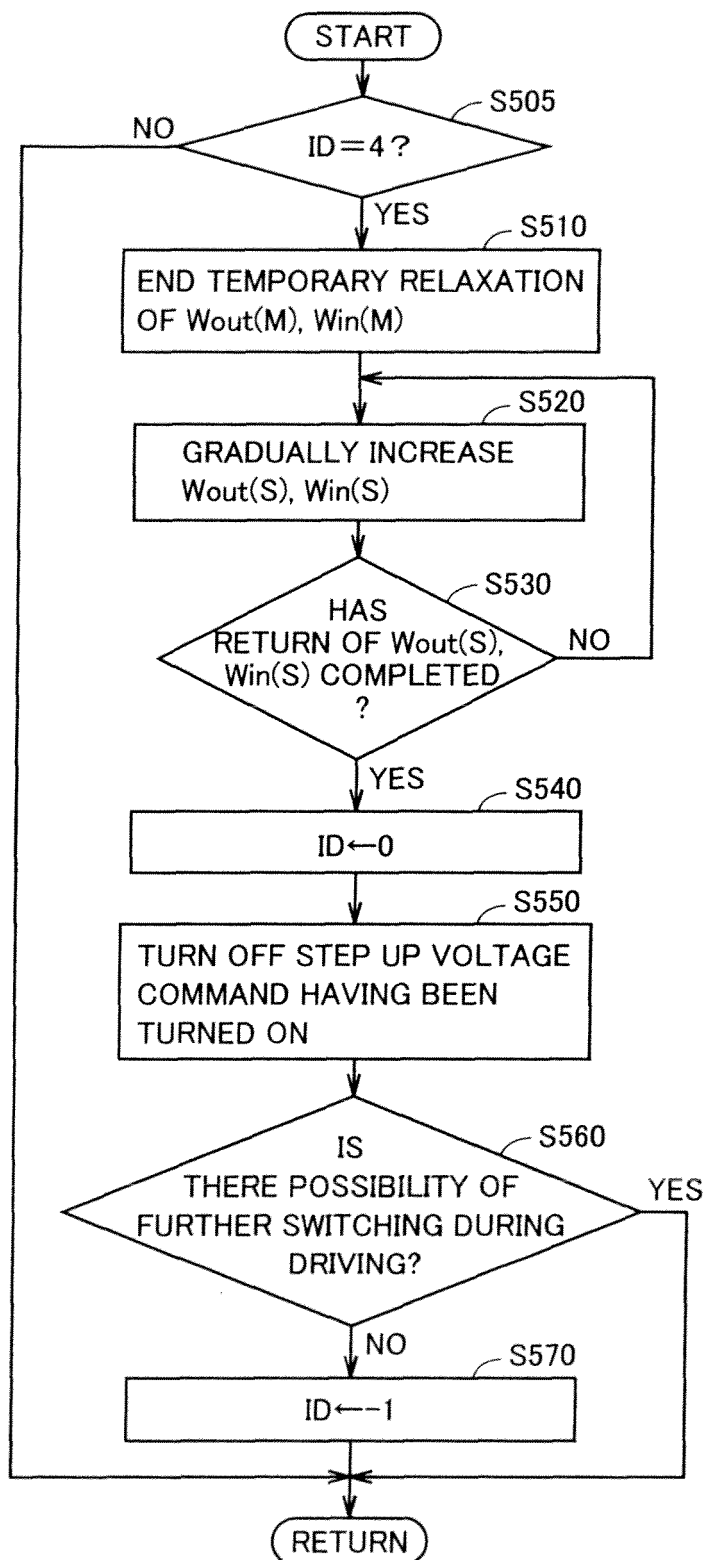 START
S505
NO
ID=4?
YES
S510
END TEMPORARY RELAXATION
OF Wout(M), Win(M)
S520
GRADUALLY INCREASE
Wout(S), Win(S)
S530
HAS
RETURN OF Wout(S),
Win(S) COMPLETED
?
NO
YES
S540
ID←0
S550
TURN OFF STEP UP VOLTAGE
COMMAND HAVING BEEN
TURNED ON
S560
IS
THERE POSSIBILITY OF
FURTHER SWITCHING DURING
DRIVING?
YES
NO
S570
ID←-1
RETURN